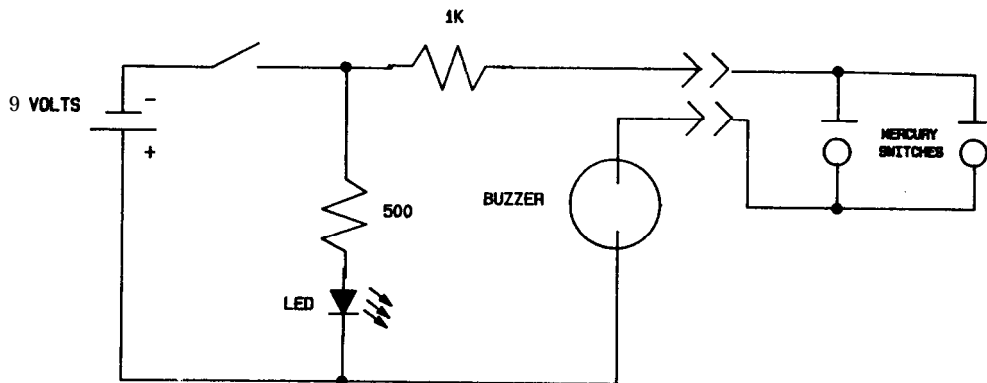 1K
9 VOLTS
-
+
500
BUZZER
MERCURY
SWITCHES
LED